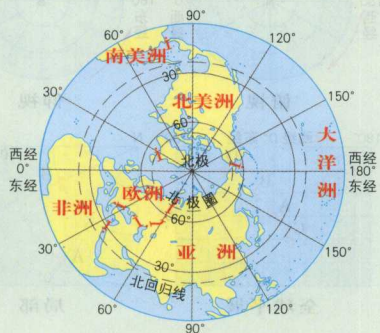 90°
60°
120°
南美洲
30°
30°
150°
北美洲
60°
大洋洲
西经
0°
东经
北极
西经
180°
东经
欧洲
北极圈
非洲
60°
亚洲
30°
30°
150°
北回归线
60°
120°
90°